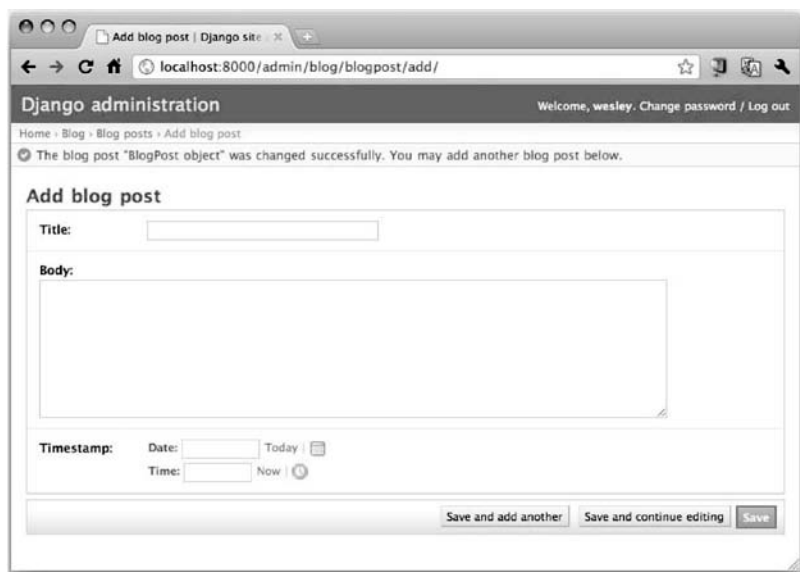 Add blog post | Django site
localhost:8000/admin/blog/blogpost/add/
Django administration
Welcome, wesley. Change password / Log out
Home › Blog › Blog posts › Add blog post
The blog post "BlogPost object" was changed successfully. You may add another blog post below.
Add blog post
Title:
Body:
Timestamp:
Date:
Today
Time:
Now
Save and add another
Save and continue editing
Save